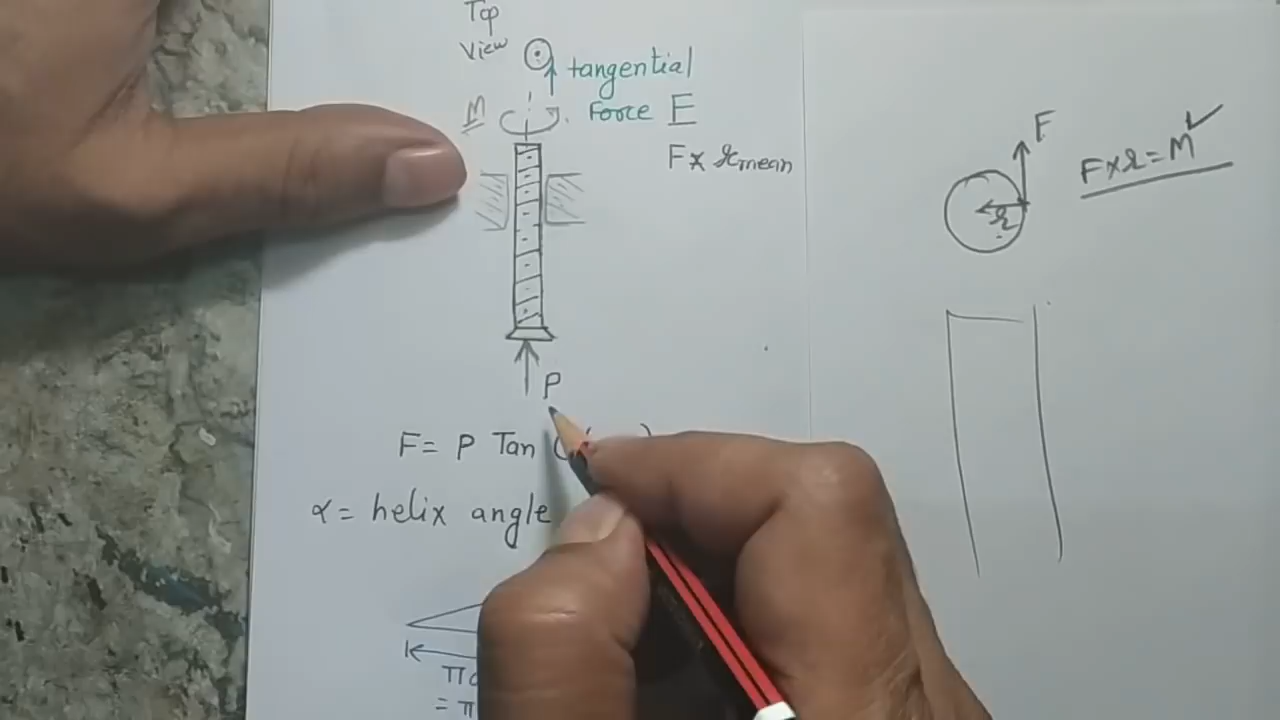 Top
View
tangential
M
Force F
F x rmean
P
F = P Tan (
α = helix angle
π
= π
F
F x r = M
r